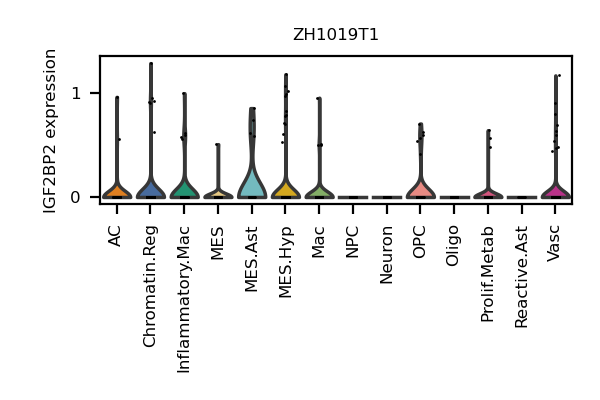 ZH1019T1
IGF2BP2 expression
1
0
AC
Chromatin.Reg
Inflammatory.Mac
MES
MES.Ast
MES.Hyp
Mac
NPC
Neuron
OPC
Oligo
Prolif.Metab
Reactive.Ast
Vasc